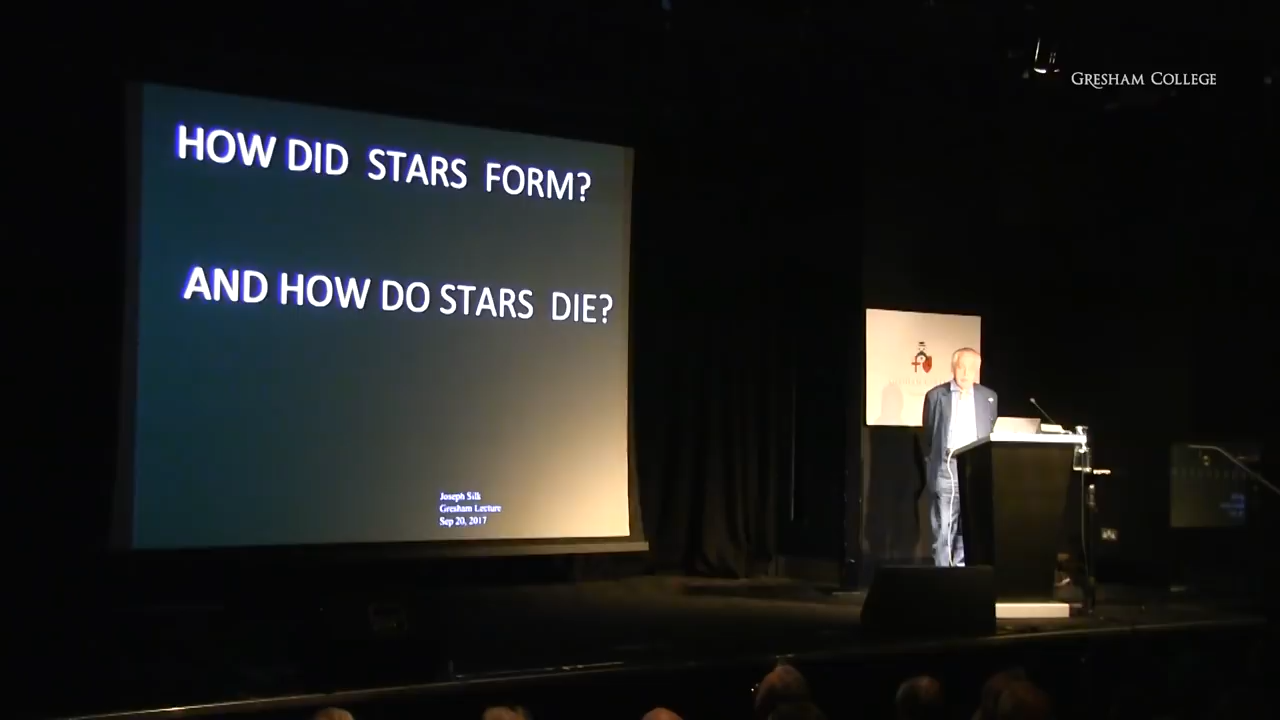 GRESHAM COLLEGE
HOW DID STARS FORM?
AND HOW DO STARS DIE?
Joseph Silk
Gresham Lecture
Sep 20, 2017